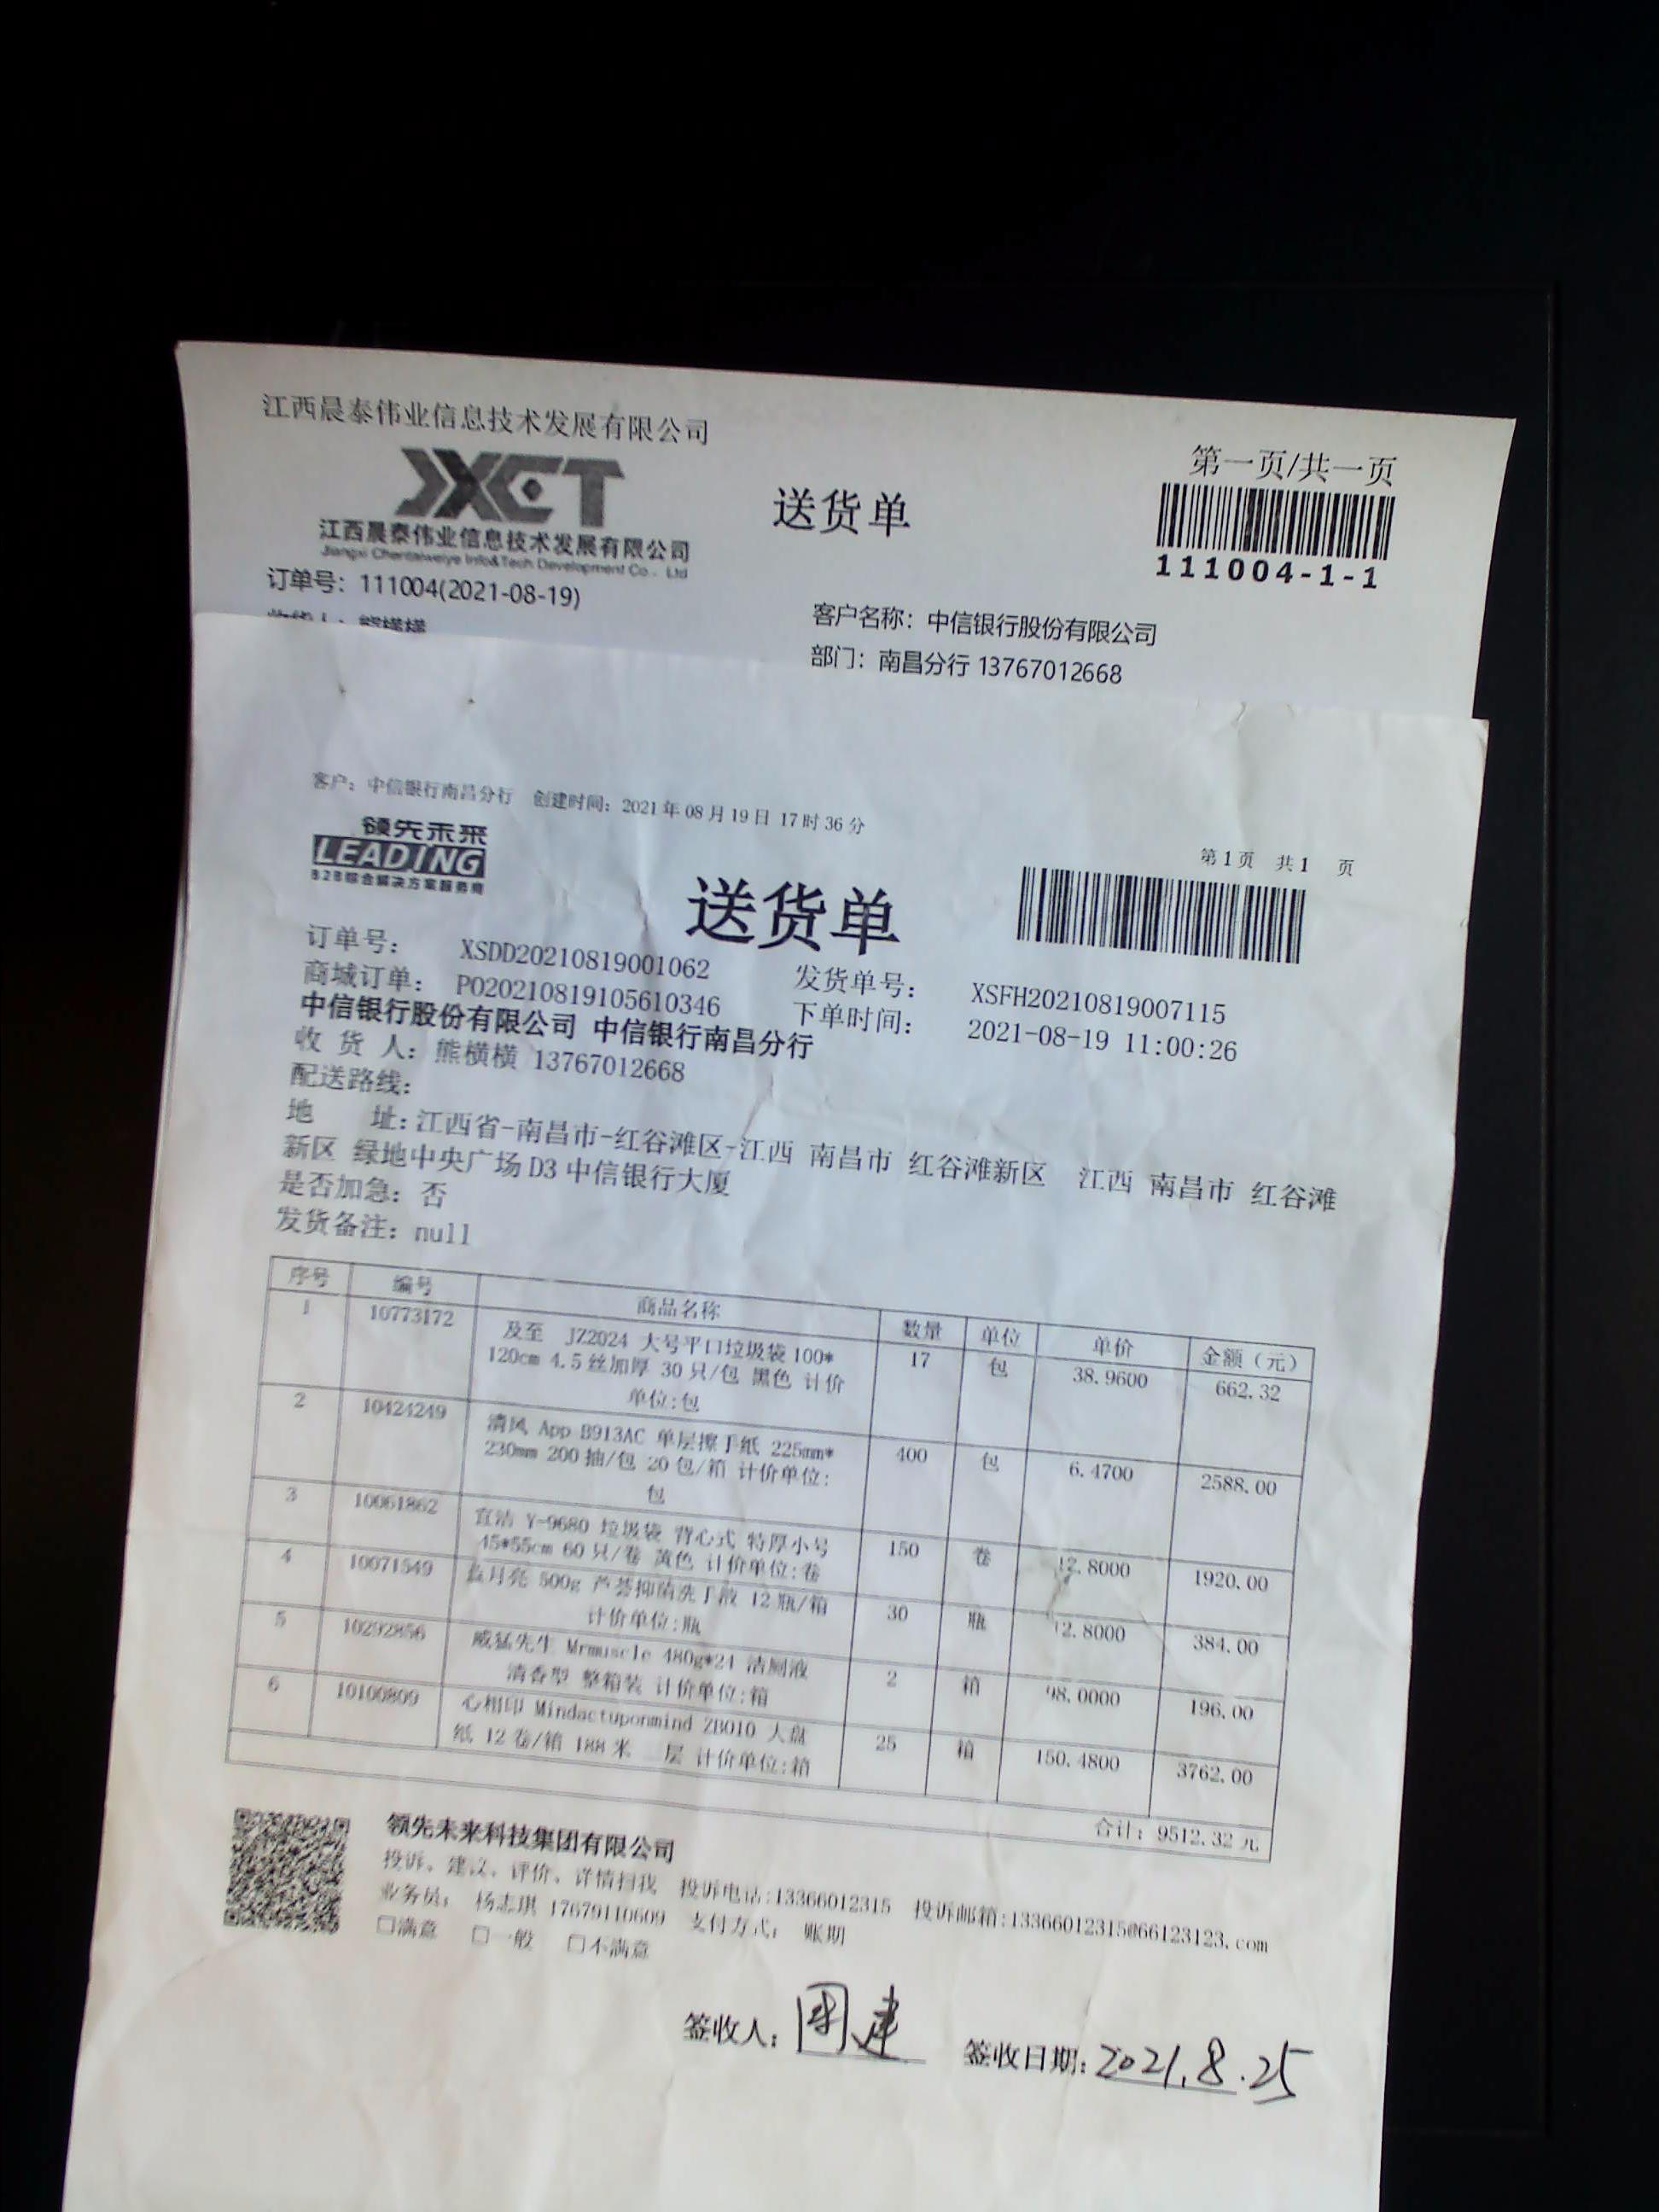 江西晨泰伟业信息技术发展有限公司
第一页/共一页
JXCT
送货单
江西晨泰伟业信息技术发展有限公司
Jiangxi Chentaiweiye Info&Tech Development Co., Ltd
111004-1-1
订单号：111004(2021-08-19)
客户名称：中信银行股份有限公司
部门：南昌分行 13767012668
客户：中信银行南昌分行 创建时间：2021年08月19日 17时36分
领先未来
LEADING
B2B综合解决方案服务商
第1页 共1 页
送货单
订单号： XSDD20210819001062 发货单号： XSFH20210819007115
商城订单： PO20210819105610346 下单时间： 2021-08-19 11:00:26
中信银行股份有限公司 中信银行南昌分行
收 货 人：熊横横 13767012668
配送路线：
地 址：江西省-南昌市-红谷滩区-江西 南昌市 红谷滩新区 江西 南昌市 红谷滩
新区 绿地中央广场D3中信银行大厦
是否加急：否
发货备注：null
序号 编号 商品名称 数量 单位 单价 金额（元）
1 10773172 及至 JZ2024 大号平口垃圾袋100* 17 包 38.9600 662.32
120cm 4.5丝加厚 30只/包 黑色 计价
单位:包
2 10424249 清风 App B913AC 单层擦手纸 225mm* 400 包 6.4700 2588.00
230mm 200抽/包 20包/箱 计价单位:
包
3 10061862 宜洁 Y-9680 垃圾袋 背心式 特厚小号 150 卷 12.8000 1920.00
45*55cm 60只/卷 黄色 计价单位:卷
4 10071549 蓝月亮 500g 芦荟抑菌洗手液 12瓶/箱 30 瓶 12.8000 384.00
计价单位:瓶
5 10292856 威猛先生 Mrmuscle 480g*24 洁厕液 2 箱 98.0000 196.00
清香型 整箱装 计价单位:箱
6 10100809 心相印 Mindactuponmind ZB010 大盘 25 箱 150.4800 3762.00
纸 12卷/箱 188米 二层 计价单位:箱
合计：9512.32元
领先未来科技集团有限公司
投诉、建议、评价、详情扫我 投诉电话:13366012315 投诉邮箱:13366012315@66123123.com
业务员： 杨志琪 17679110609 支付方式： 账期
□满意 □一般 □不满意
签收人： 签收日期：2021.8.25